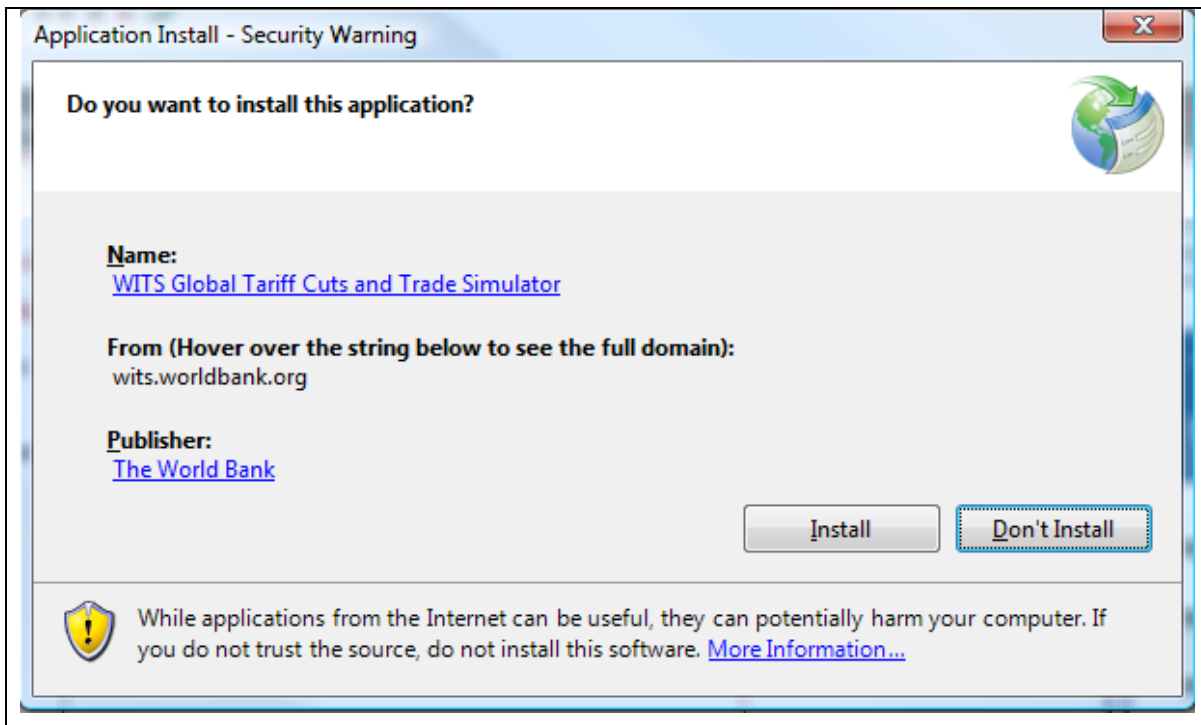 Application Install - Security Warning
Do you want to install this application?
Name:
WITS Global Tariff Cuts and Trade Simulator
From (Hover over the string below to see the full domain):
wits.worldbank.org
Publisher:
The World Bank
Install
Don't Install
While applications from the Internet can be useful, they can potentially harm your computer. If
you do not trust the source, do not install this software. More Information...